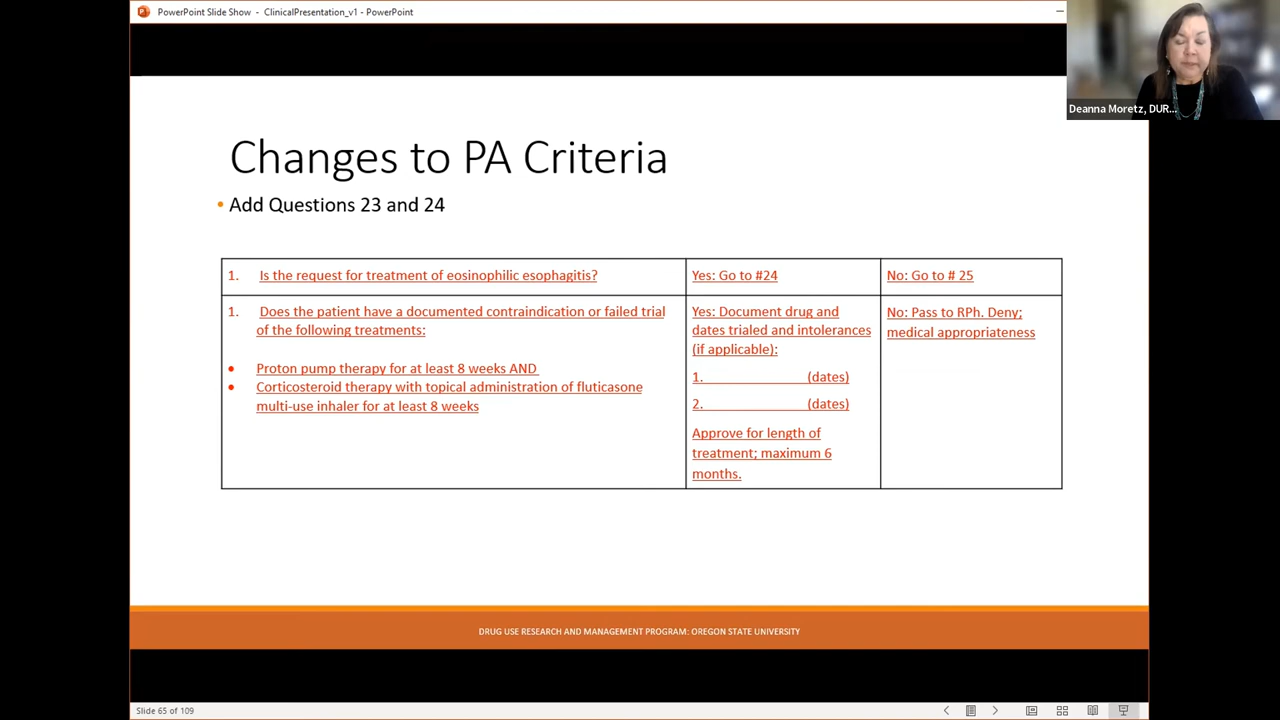 PowerPoint Slide Show - ClinicalPresentation_v1 - PowerPoint
Deanna Moretz, DUR...
Changes to PA Criteria
• Add Questions 23 and 24
1. Is the request for treatment of eosinophilic esophagitis?
Yes: Go to #24
No: Go to # 25
1. Does the patient have a documented contraindication or failed trial
of the following treatments:
• Proton pump therapy for at least 8 weeks AND
• Corticosteroid therapy with topical administration of fluticasone
multi-use inhaler for at least 8 weeks
Yes: Document drug and
dates trialed and intolerances
(if applicable):
1. ______________(dates)
2. ______________(dates)
Approve for length of
treatment; maximum 6
months.
No: Pass to RPh. Deny;
medical appropriateness
DRUG USE RESEARCH AND MANAGEMENT PROGRAM: OREGON STATE UNIVERSITY
Slide 65 of 109